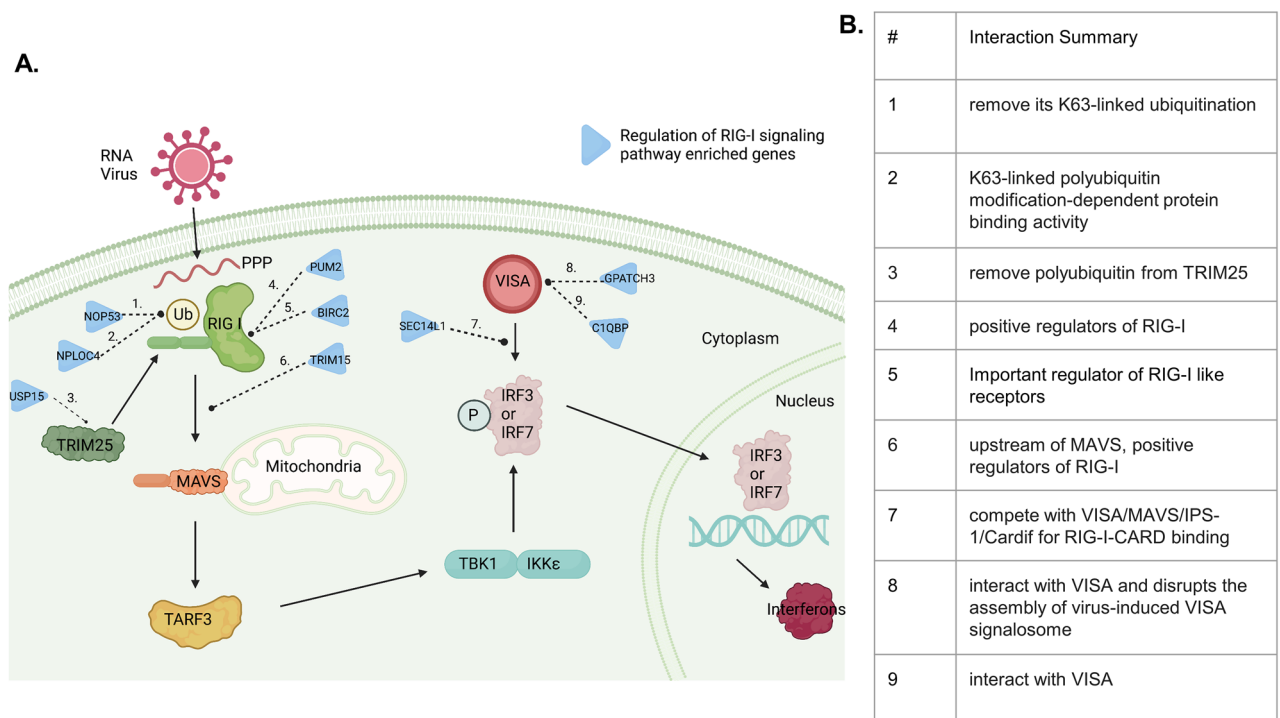 A.
RNA
Virus
Regulation of RIG-I signaling
pathway enriched genes
PPP
PUM2
4.
1.
NOP53
Ub
RIG I
5.
BIRC2
2.
NPLOC4
6.
TRIM15
USP15
3.
TRIM25
MAVS
Mitochondria
TARF3
VISA
8.
GPATCH3
9.
C1QBP
SEC14L1
7.
Cytoplasm
P
IRF3
or
IRF7
Nucleus
IRF3
or
IRF7
TBK1
IKKε
Interferons
B.
# Interaction Summary
1 remove its K63-linked ubiquitination
2 K63-linked polyubiquitin
modification-dependent protein
binding activity
3 remove polyubiquitin from TRIM25
4 positive regulators of RIG-I
5 Important regulator of RIG-I like
receptors
6 upstream of MAVS, positive
regulators of RIG-I
7 compete with VISA/MAVS/IPS-
1/Cardif for RIG-I-CARD binding
8 interact with VISA and disrupts the
assembly of virus-induced VISA
signalosome
9 interact with VISA